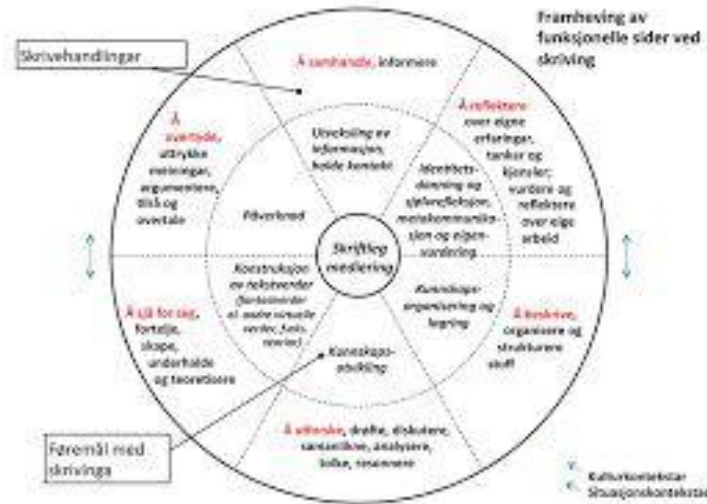 Framheving av
funksjonelle sider ved
skriving
Skrivehandlingar
Å samhandle, informere
Å
overtyde,
uttrykke
meiningar,
argumentere,
tilrå og
overtale
Å reflektere
over eigne
erfaringar,
tankar og
kjensler;
vurdere og
reflektere
over eige
arbeid
Utveksling av
informasjon,
halde kontakt
Identitets-
danning og
sjølvrefleksjon,
metakommunika-
sjon og eigen-
vurdering
Påverknad
Skriftleg
mediering
Konstruksjon
av tekstverder
Kunnskaps-
organisering og
lagring
Å sjå for seg,
fortelje,
skape,
underhalde
og teoretisere
Å beskrive,
organisere og
strukturere
stoff
Kunnskaps-
utvikling
Å utforske, drøfte, diskutere,
samanlikne, analysere,
tolke, resonnere
Føremål med
skrivinga
Kulturkontekstar
Situasjonskontekstar